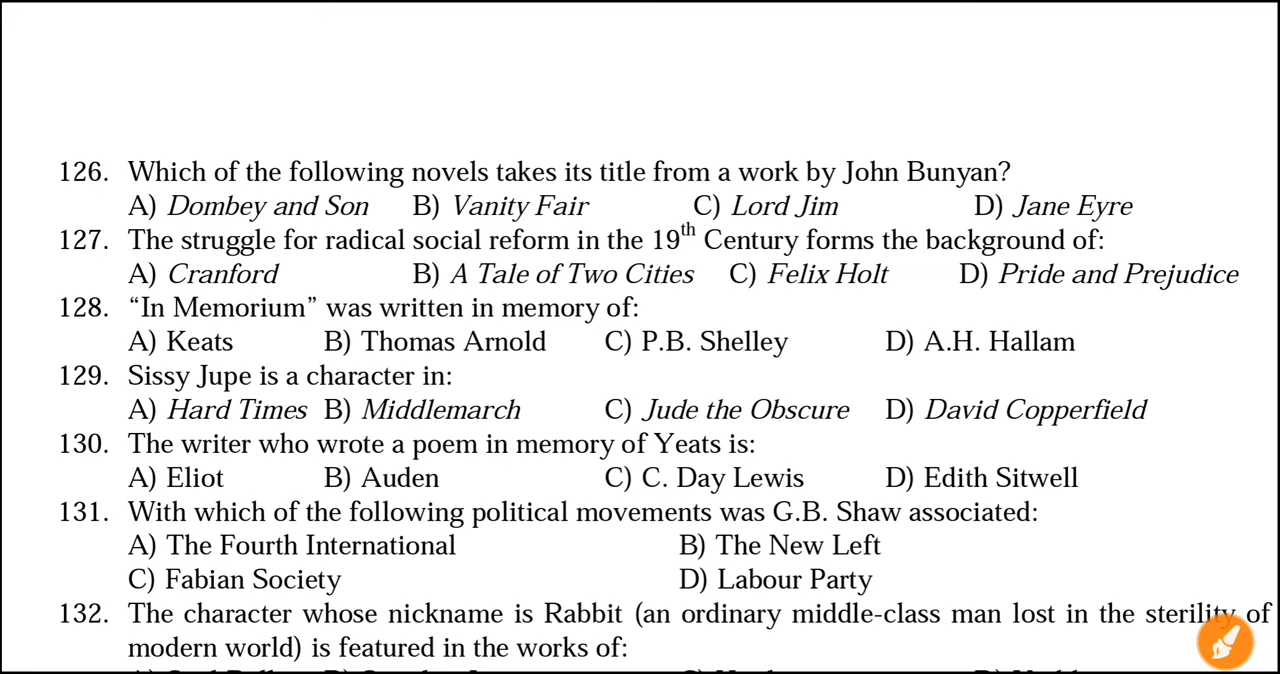 126. Which of the following novels takes its title from a work by John Bunyan?
A) Dombey and Son B) Vanity Fair C) Lord Jim D) Jane Eyre
127. The struggle for radical social reform in the 19th Century forms the background of:
A) Cranford B) A Tale of Two Cities C) Felix Holt D) Pride and Prejudice
128. “In Memorium” was written in memory of:
A) Keats B) Thomas Arnold C) P.B. Shelley D) A.H. Hallam
129. Sissy Jupe is a character in:
A) Hard Times B) Middlemarch C) Jude the Obscure D) David Copperfield
130. The writer who wrote a poem in memory of Yeats is:
A) Eliot B) Auden C) C. Day Lewis D) Edith Sitwell
131. With which of the following political movements was G.B. Shaw associated:
A) The Fourth International B) The New Left
C) Fabian Society D) Labour Party
132. The character whose nickname is Rabbit (an ordinary middle-class man lost in the sterility of
modern world) is featured in the works of: